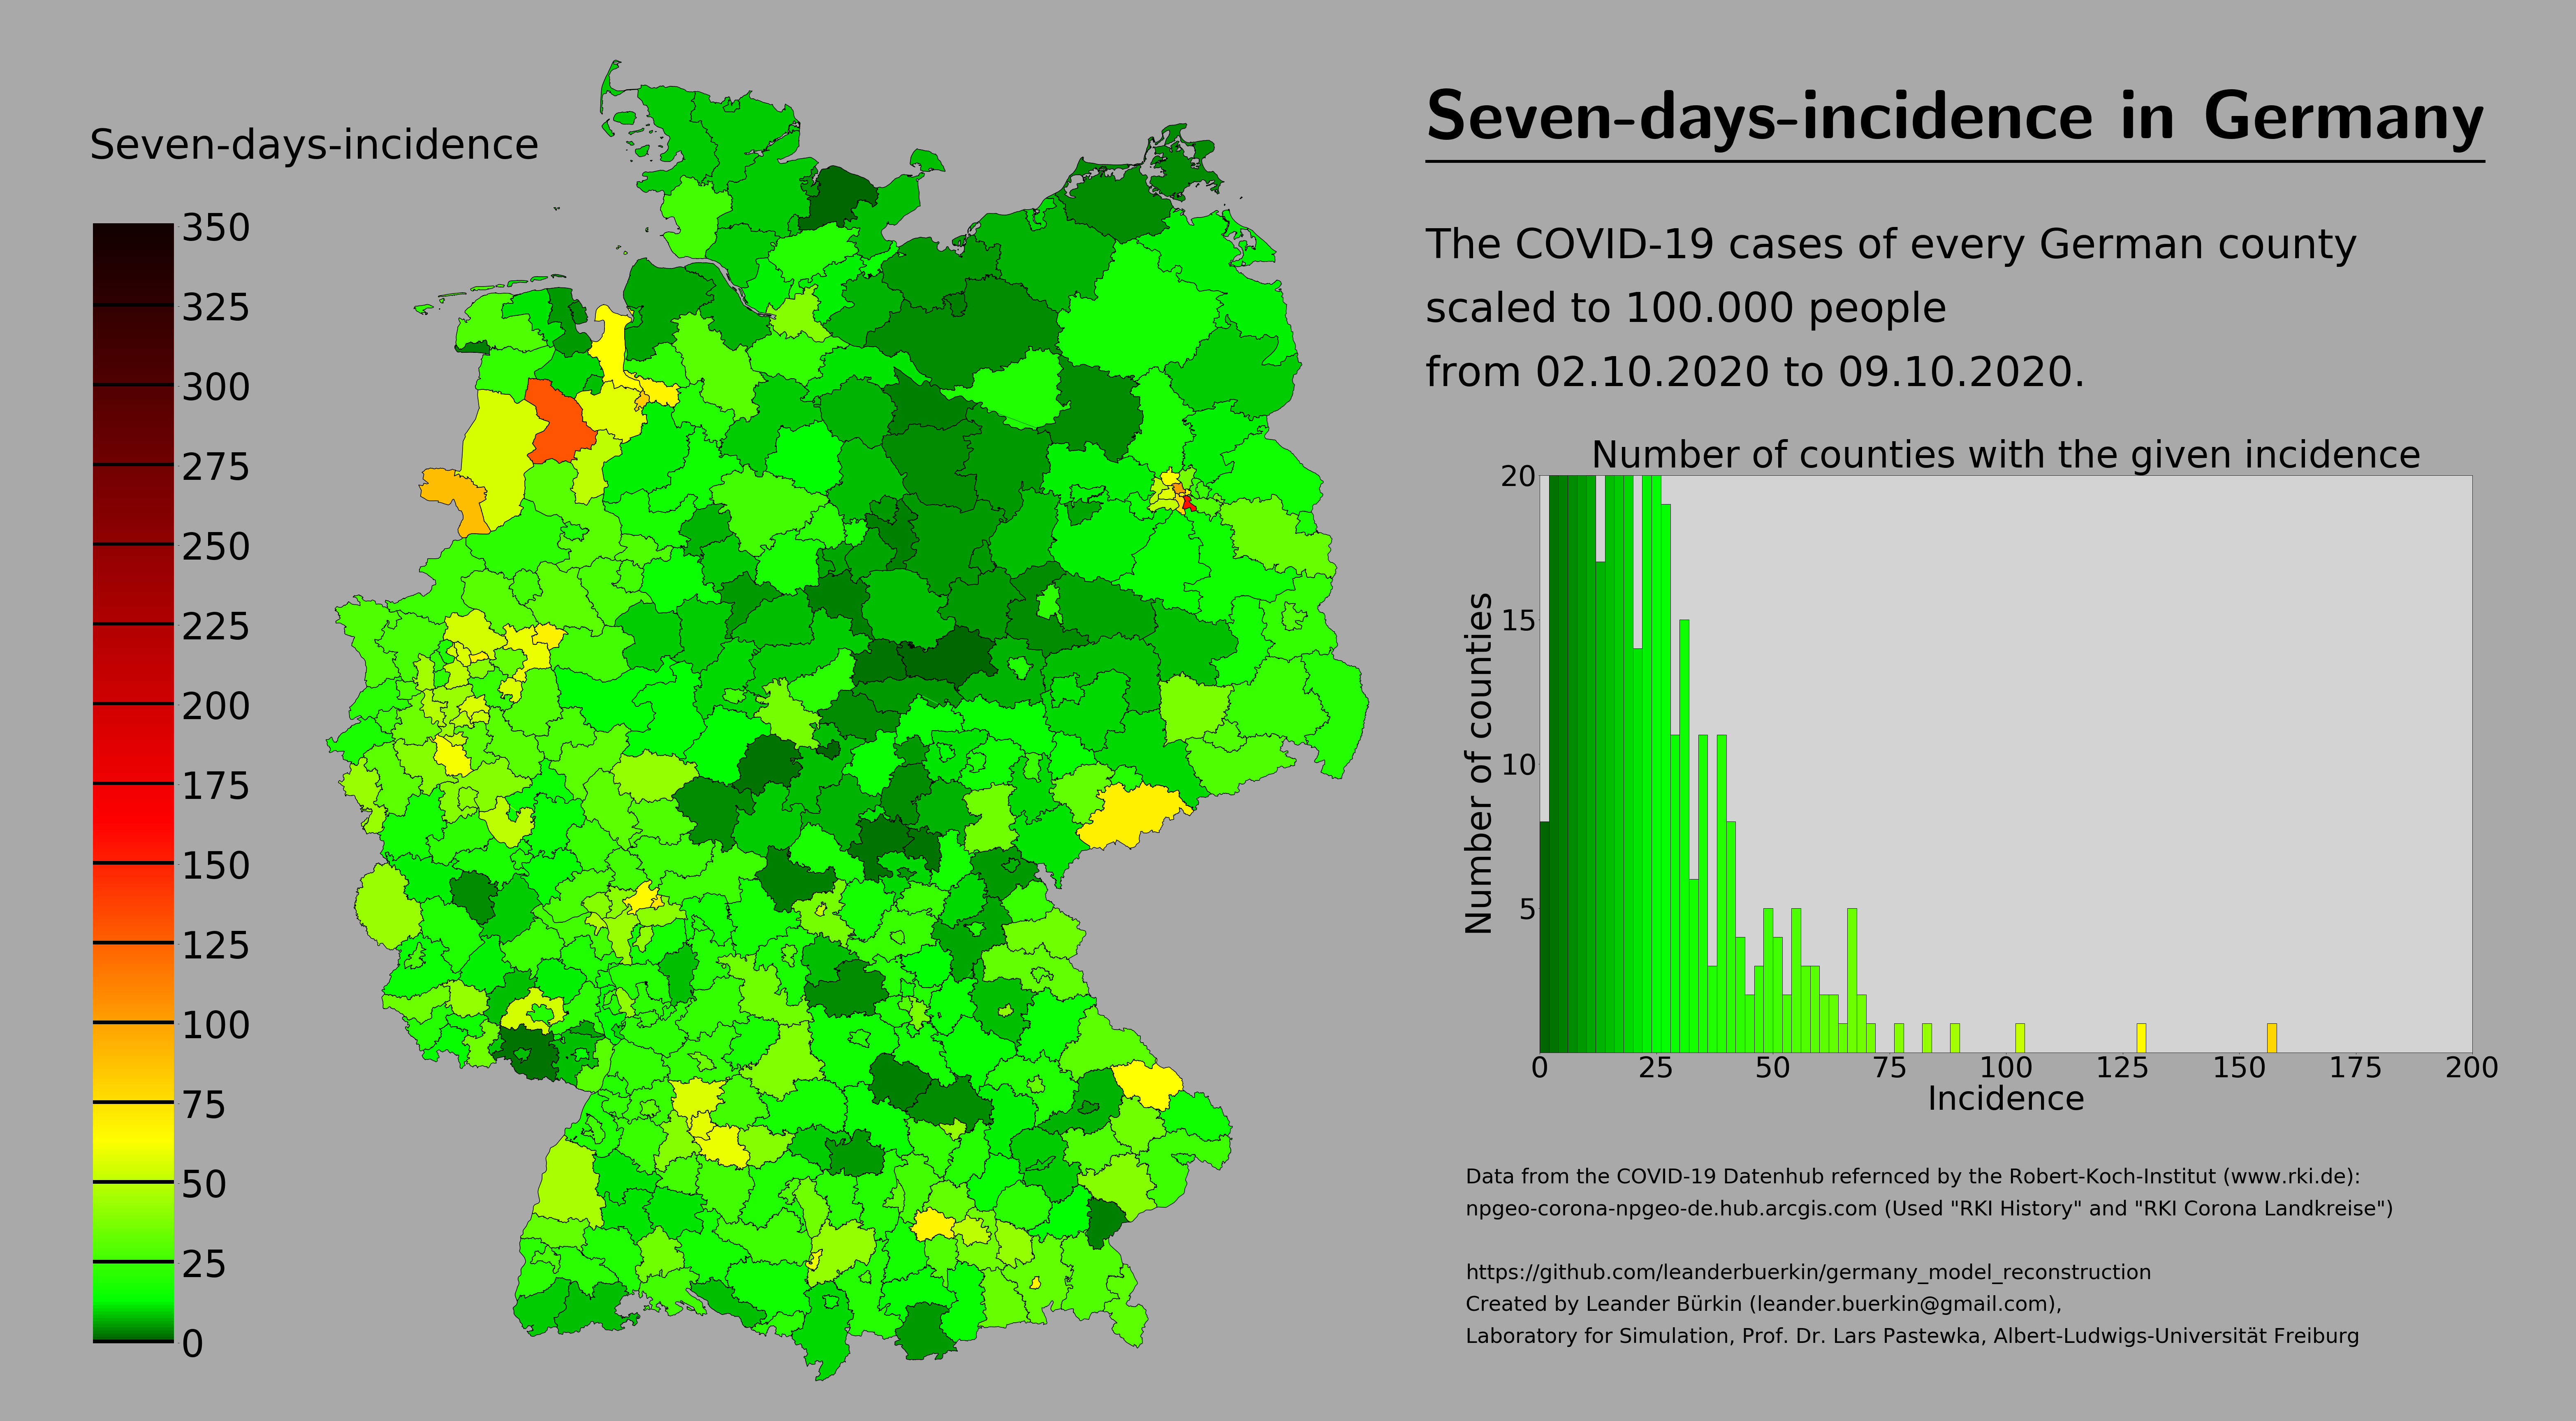 Seven-days-incidence
350
325
300
275
250
225
200
175
150
125
100
75
50
25
0
Seven-days-incidence in Germany
The COVID-19 cases of every German county
scaled to 100.000 people
from 02.10.2020 to 09.10.2020.
Number of counties with the given incidence
20
15
10
5
Number of counties
0 25 50 75 100 125 150 175 200
Incidence
Data from the COVID-19 Datenhub refernced by the Robert-Koch-Institut (www.rki.de):
npgeo-corona-npgeo-de.hub.arcgis.com (Used "RKI History" and "RKI Corona Landkreise")
https://github.com/leanderbuerkin/germany_model_reconstruction
Created by Leander Bürkin (leander.buerkin@gmail.com),
Laboratory for Simulation, Prof. Dr. Lars Pastewka, Albert-Ludwigs-Universität Freiburg